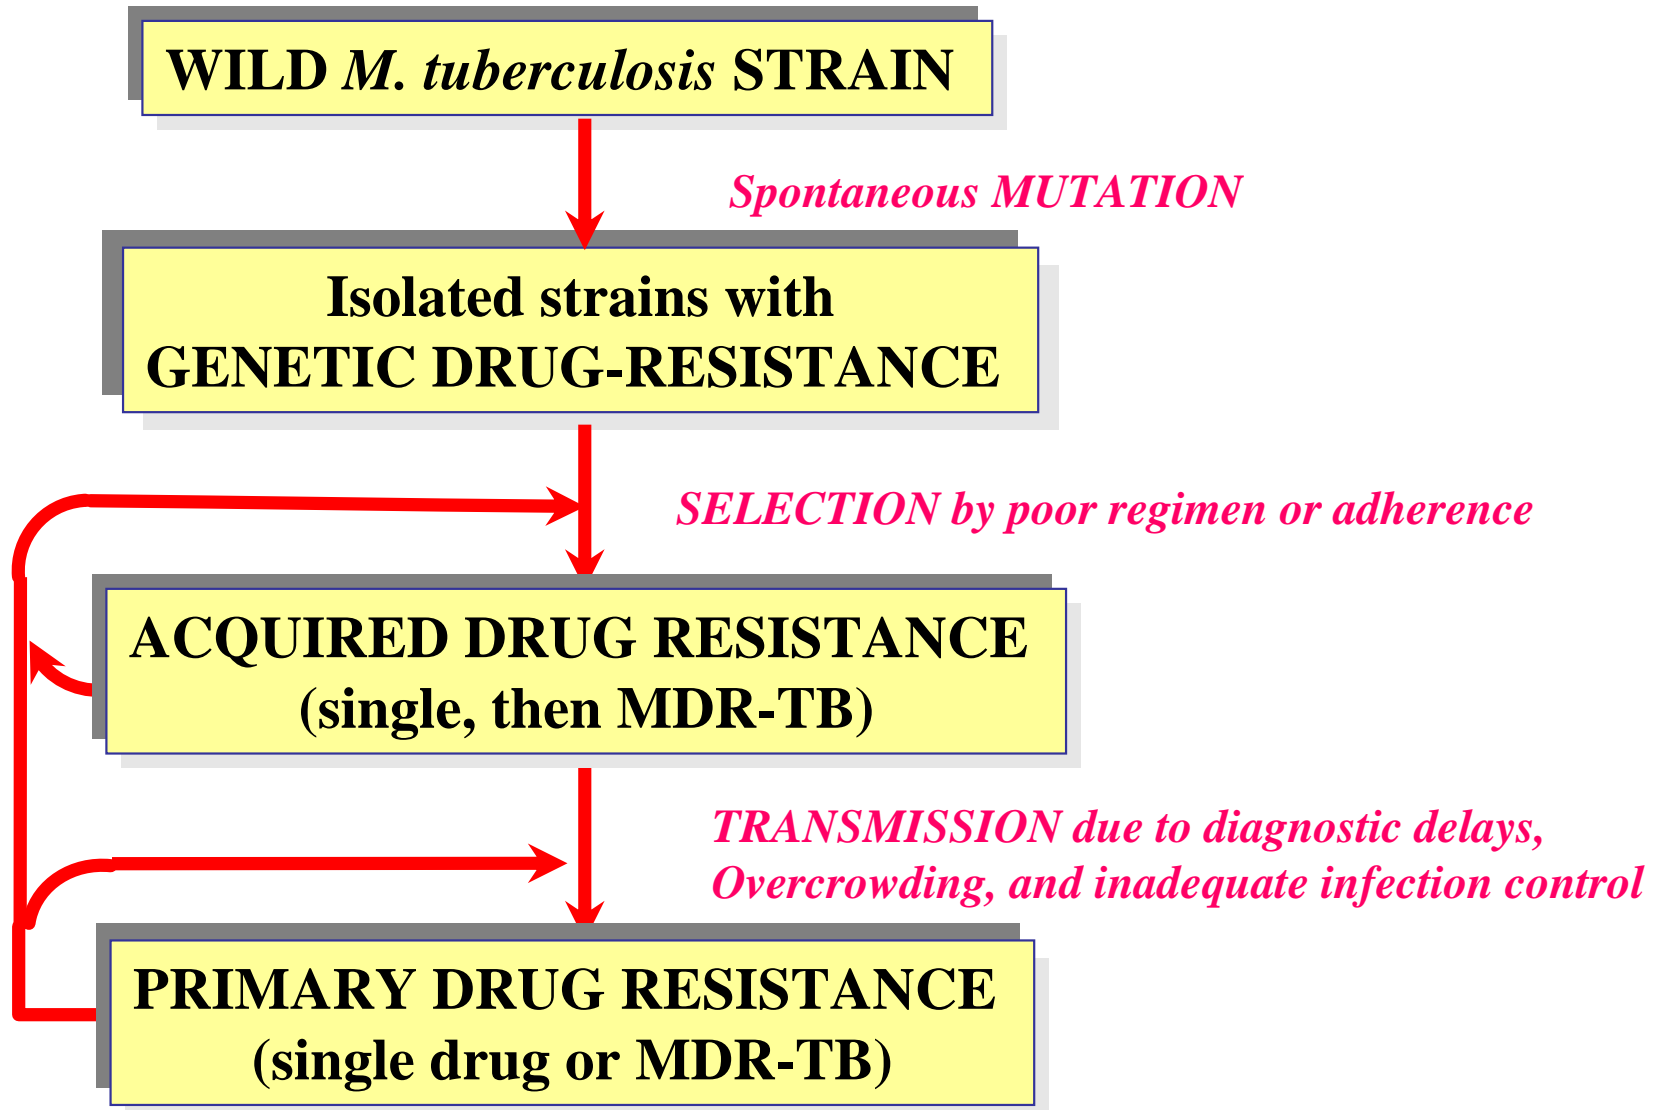 WILD M. tuberculosis STRAIN
Spontaneous MUTATION
Isolated strains with
GENETIC DRUG-RESISTANCE
SELECTION by poor regimen or adherence
ACQUIRED DRUG RESISTANCE
(single, then MDR-TB)
TRANSMISSION due to diagnostic delays,
Overcrowding, and inadequate infection control
PRIMARY DRUG RESISTANCE
(single drug or MDR-TB)